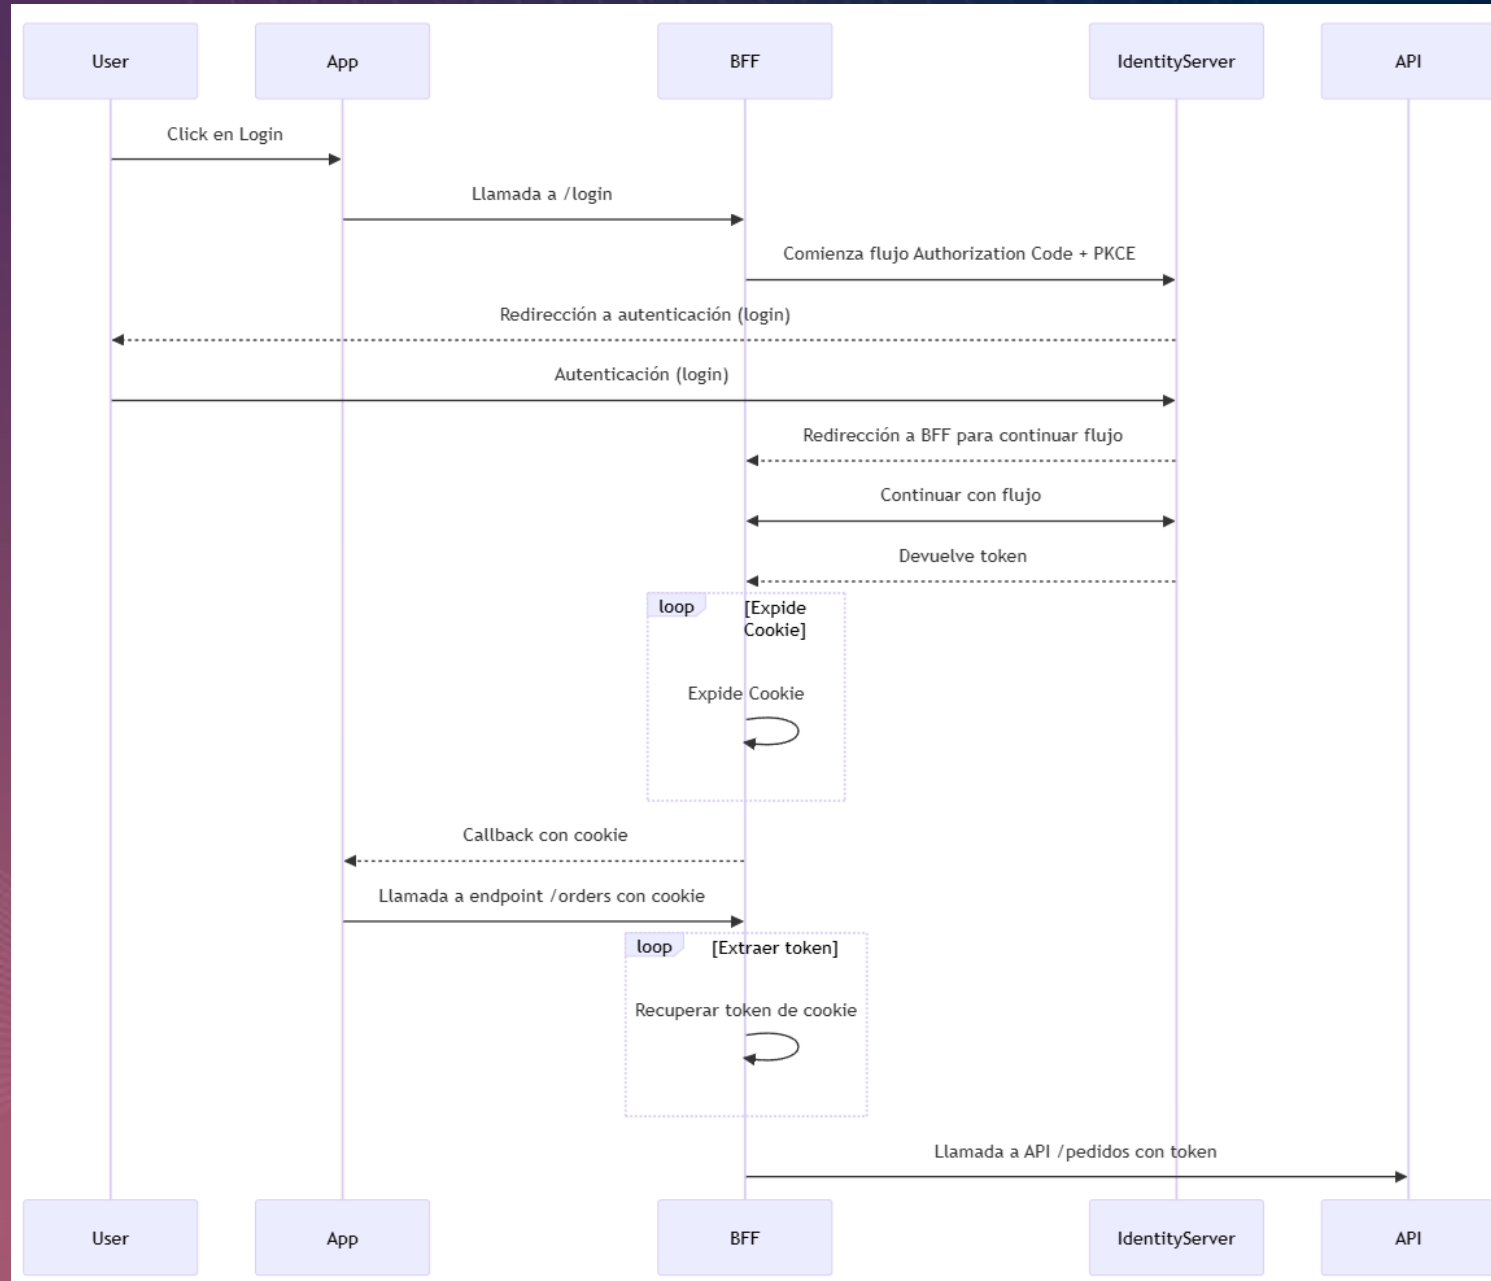 User
App
BFF
IdentityServer
API
Click en Login
Llamada a /login
Comienza flujo Authorization Code + PKCE
Redirección a autenticación (login)
Autenticación (login)
Redirección a BFF para continuar flujo
Continuar con flujo
Devuelve token
loop
[Expide
Cookie]
Expide Cookie
Callback con cookie
Llamada a endpoint /orders con cookie
loop
[Extraer token]
Recuperar token de cookie
Llamada a API /pedidos con token
User
App
BFF
IdentityServer
API